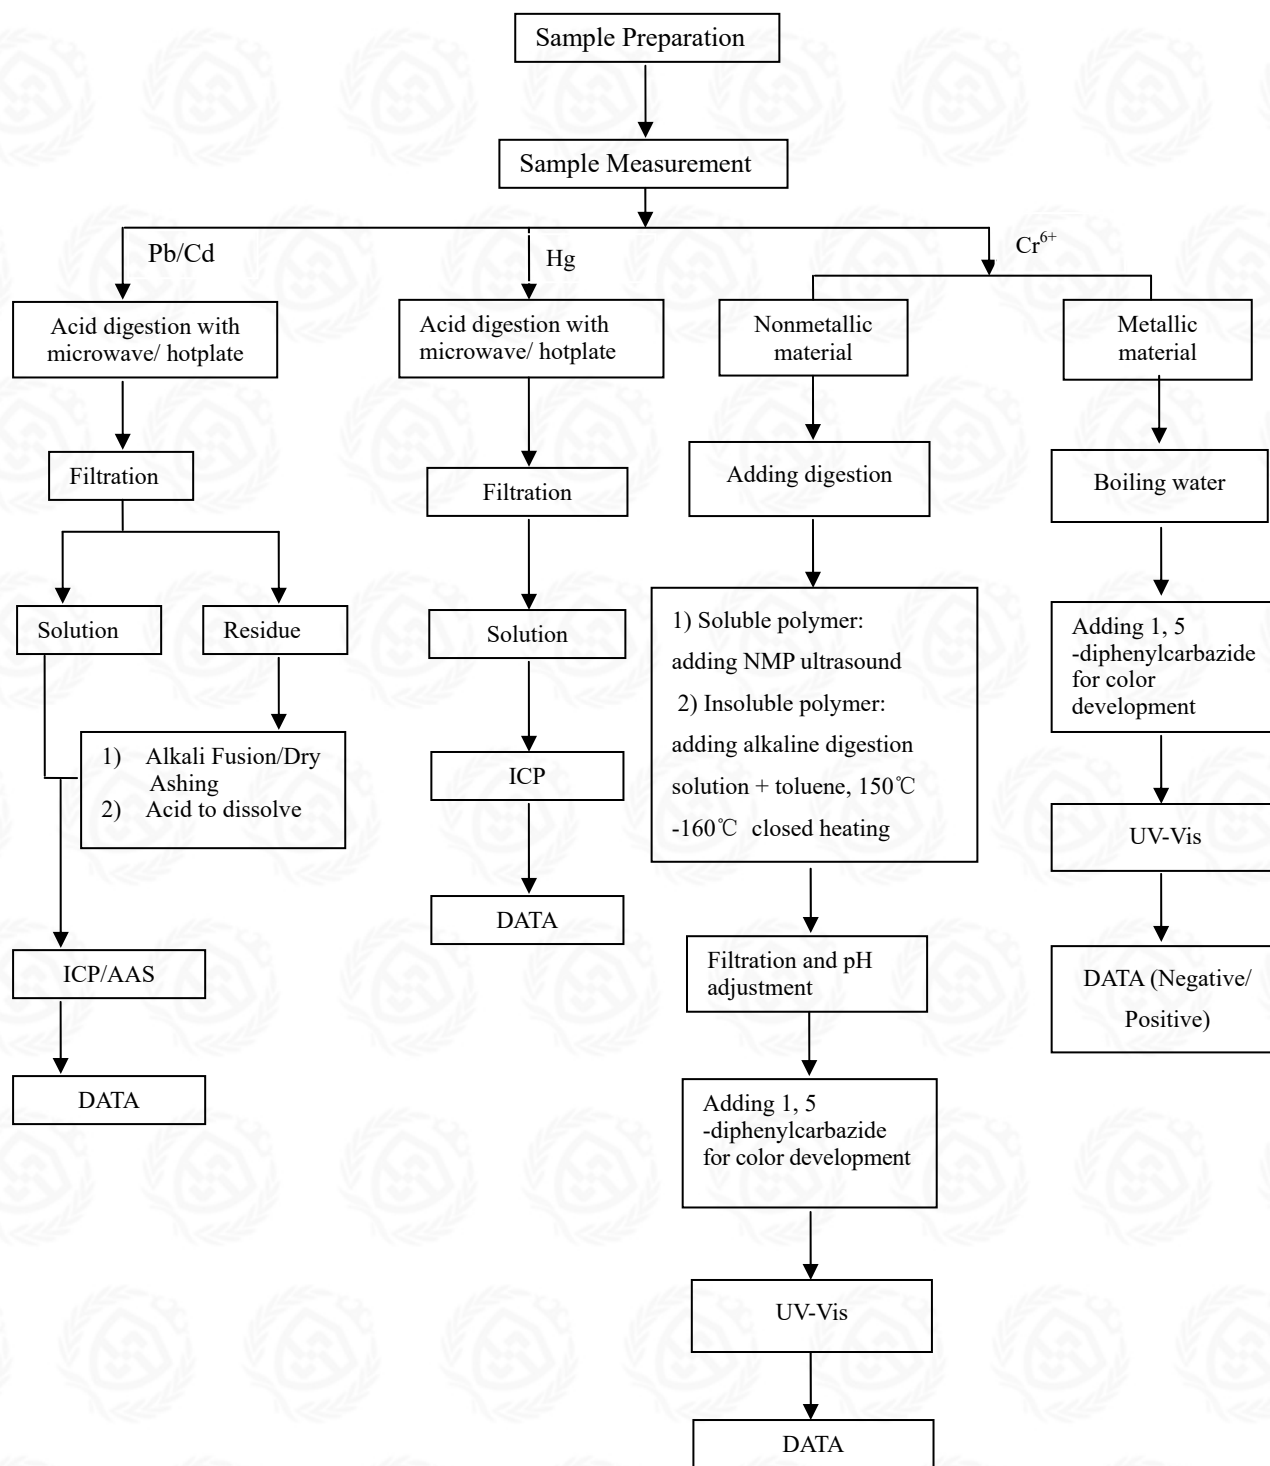 Sample Preparation
Sample Measurement
Pb/Cd
Hg
Cr⁶⁺
Acid digestion with
microwave/ hotplate
Acid digestion with
microwave/ hotplate
Nonmetallic
material
Metallic
material
Filtration
Filtration
Adding digestion
Boiling water
Solution
Residue
Solution
1) Soluble polymer:
adding NMP ultrasound
2) Insoluble polymer:
adding alkaline digestion
solution + toluene, 150℃
-160℃ closed heating
Adding 1, 5
-diphenylcarbazide
for color
development
1) Alkali Fusion/Dry
Ashing
2) Acid to dissolve
ICP
UV-Vis
DATA
ICP/AAS
Filtration and pH
adjustment
DATA (Negative/
Positive)
DATA
Adding 1, 5
-diphenylcarbazide
for color development
UV-Vis
DATA